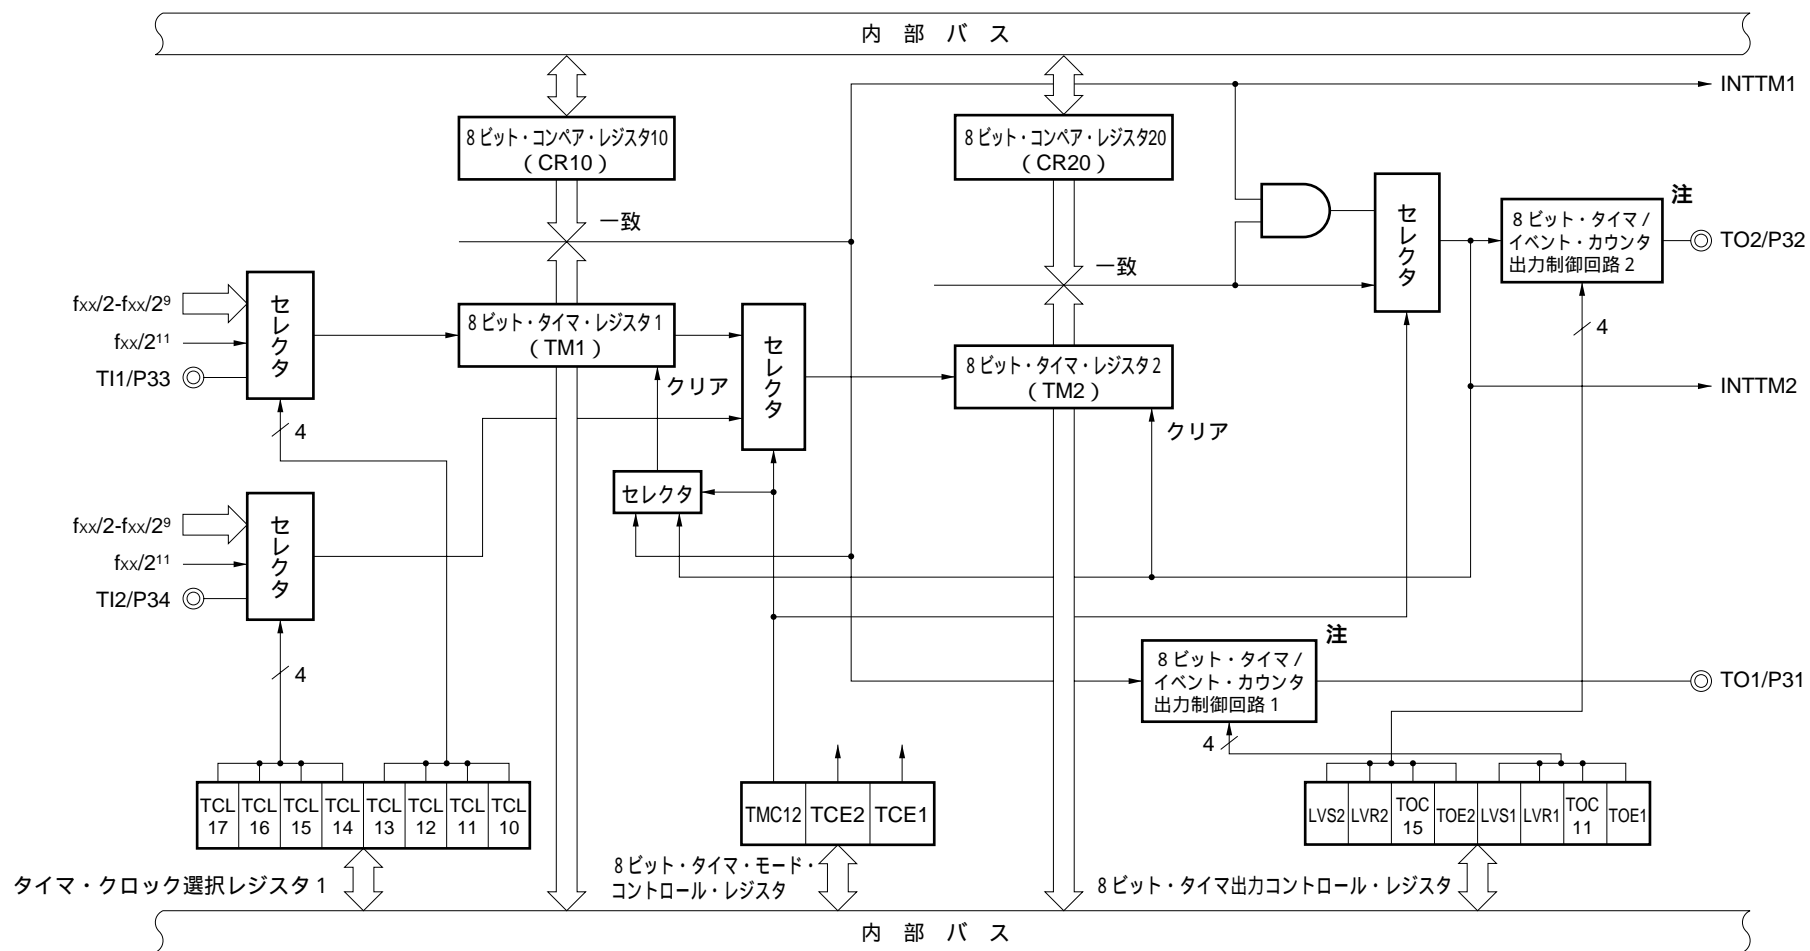 内 部 バ ス
INTTM1
8ビット・コンペア・レジスタ10
(CR10)
8ビット・コンペア・レジスタ20
(CR20)
一致
セレクタ
注
8ビット・タイマ/
イベント・カウンタ
出力制御回路2
TO2/P32
一致
fxx/2-fxx/2⁹
fxx/2¹¹
TI1/P33
セレクタ
8ビット・タイマ・レジスタ1
(TM1)
セレクタ
8ビット・タイマ・レジスタ2
(TM2)
4
INTTM2
クリア
クリア
4
セレクタ
fxx/2-fxx/2⁹
fxx/2¹¹
TI2/P34
セレクタ
4
注
8ビット・タイマ/
イベント・カウンタ
出力制御回路1
TO1/P31
4
TCL17
TCL16
TCL15
TCL14
TCL13
TCL12
TCL11
TCL10
TMC12
TCE2
TCE1
LVS2
LVR2
TOC15
TOE2
LVS1
LVR1
TOC11
TOE1
タイマ・クロック選択レジスタ1
8ビット・タイマ・モード・
コントロール・レジスタ
8ビット・タイマ出力コントロール・レジスタ
内 部 バ ス